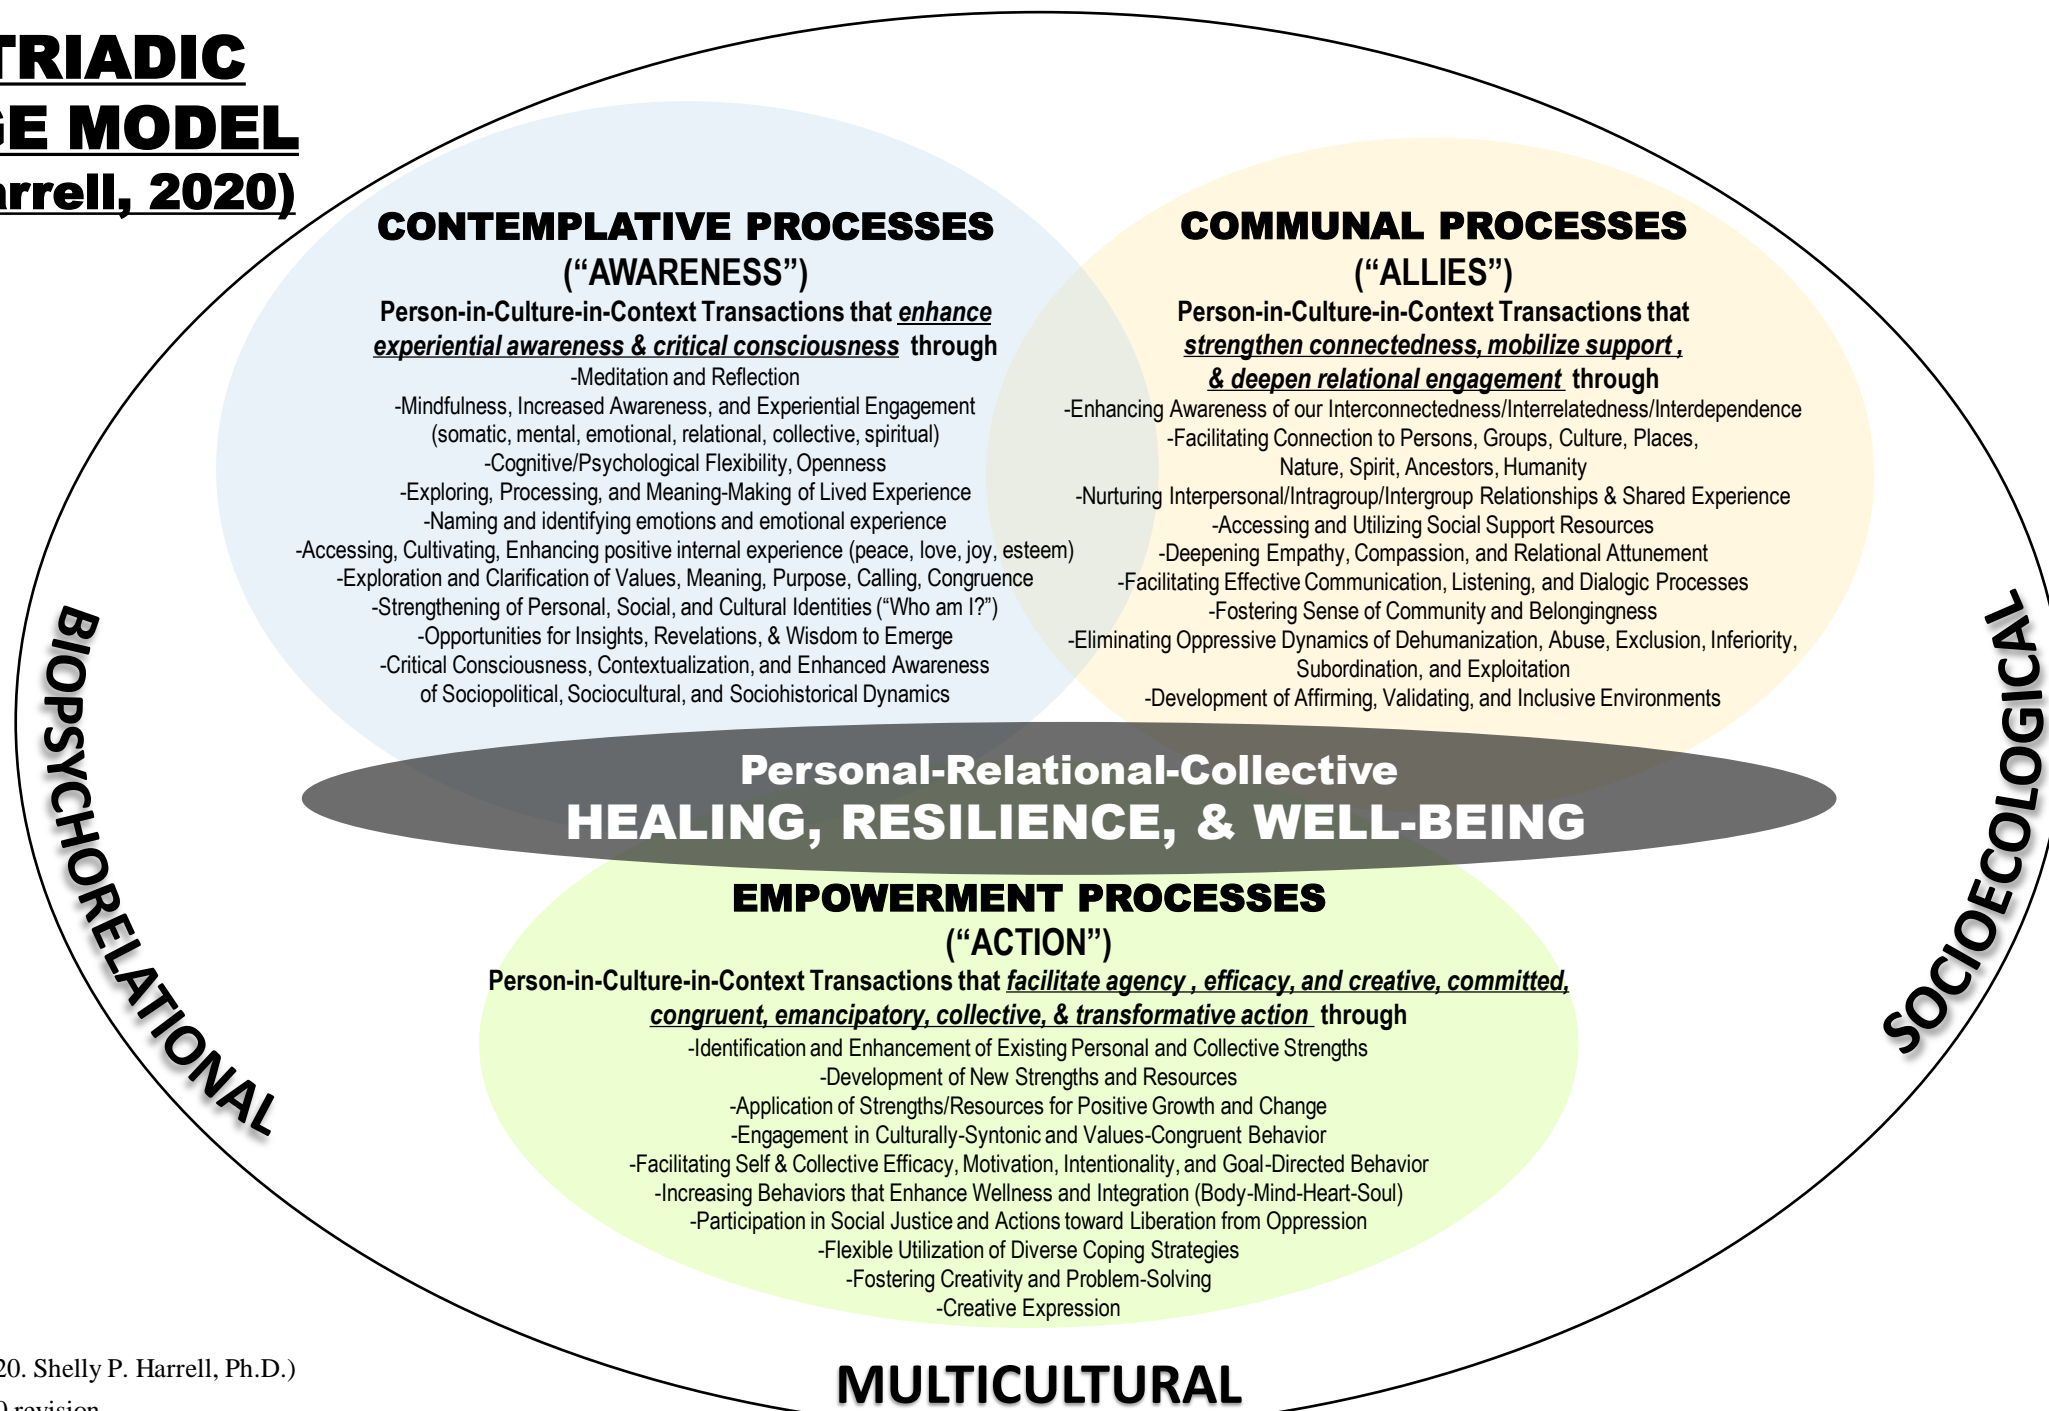 TRIADIC
GE MODEL
arrell, 2020)
CONTEMPLATIVE PROCESSES
(“AWARENESS”)
Person-in-Culture-in-Context Transactions that enhance
experiential awareness & critical consciousness through
-Meditation and Reflection
-Mindfulness, Increased Awareness, and Experiential Engagement
(somatic, mental, emotional, relational, collective, spiritual)
-Cognitive/Psychological Flexibility, Openness
-Exploring, Processing, and Meaning-Making of Lived Experience
-Naming and identifying emotions and emotional experience
-Accessing, Cultivating, Enhancing positive internal experience (peace, love, joy, esteem)
-Exploration and Clarification of Values, Meaning, Purpose, Calling, Congruence
-Strengthening of Personal, Social, and Cultural Identities (“Who am I?”)
-Opportunities for Insights, Revelations, & Wisdom to Emerge
-Critical Consciousness, Contextualization, and Enhanced Awareness
of Sociopolitical, Sociocultural, and Sociohistorical Dynamics
COMMUNAL PROCESSES
(“ALLIES”)
Person-in-Culture-in-Context Transactions that
strengthen connectedness, mobilize support ,
& deepen relational engagement through
-Enhancing Awareness of our Interconnectedness/Interrelatedness/Interdependence
-Facilitating Connection to Persons, Groups, Culture, Places,
Nature, Spirit, Ancestors, Humanity
-Nurturing Interpersonal/Intragroup/Intergroup Relationships & Shared Experience
-Accessing and Utilizing Social Support Resources
-Deepening Empathy, Compassion, and Relational Attunement
-Facilitating Effective Communication, Listening, and Dialogic Processes
-Fostering Sense of Community and Belongingness
-Eliminating Oppressive Dynamics of Dehumanization, Abuse, Exclusion, Inferiority,
Subordination, and Exploitation
-Development of Affirming, Validating, and Inclusive Environments
Personal-Relational-Collective
HEALING, RESILIENCE, & WELL-BEING
EMPOWERMENT PROCESSES
(“ACTION”)
Person-in-Culture-in-Context Transactions that facilitate agency , efficacy, and creative, committed,
congruent, emancipatory, collective, & transformative action through
-Identification and Enhancement of Existing Personal and Collective Strengths
-Development of New Strengths and Resources
-Application of Strengths/Resources for Positive Growth and Change
-Engagement in Culturally-Syntonic and Values-Congruent Behavior
-Facilitating Self & Collective Efficacy, Motivation, Intentionality, and Goal-Directed Behavior
-Increasing Behaviors that Enhance Wellness and Integration (Body-Mind-Heart-Soul)
-Participation in Social Justice and Actions toward Liberation from Oppression
-Flexible Utilization of Diverse Coping Strategies
-Fostering Creativity and Problem-Solving
-Creative Expression
BIOPSYCHORELATIONAL
SOCIOECOLOGICAL
MULTICULTURAL
20. Shelly P. Harrell, Ph.D.)
revision